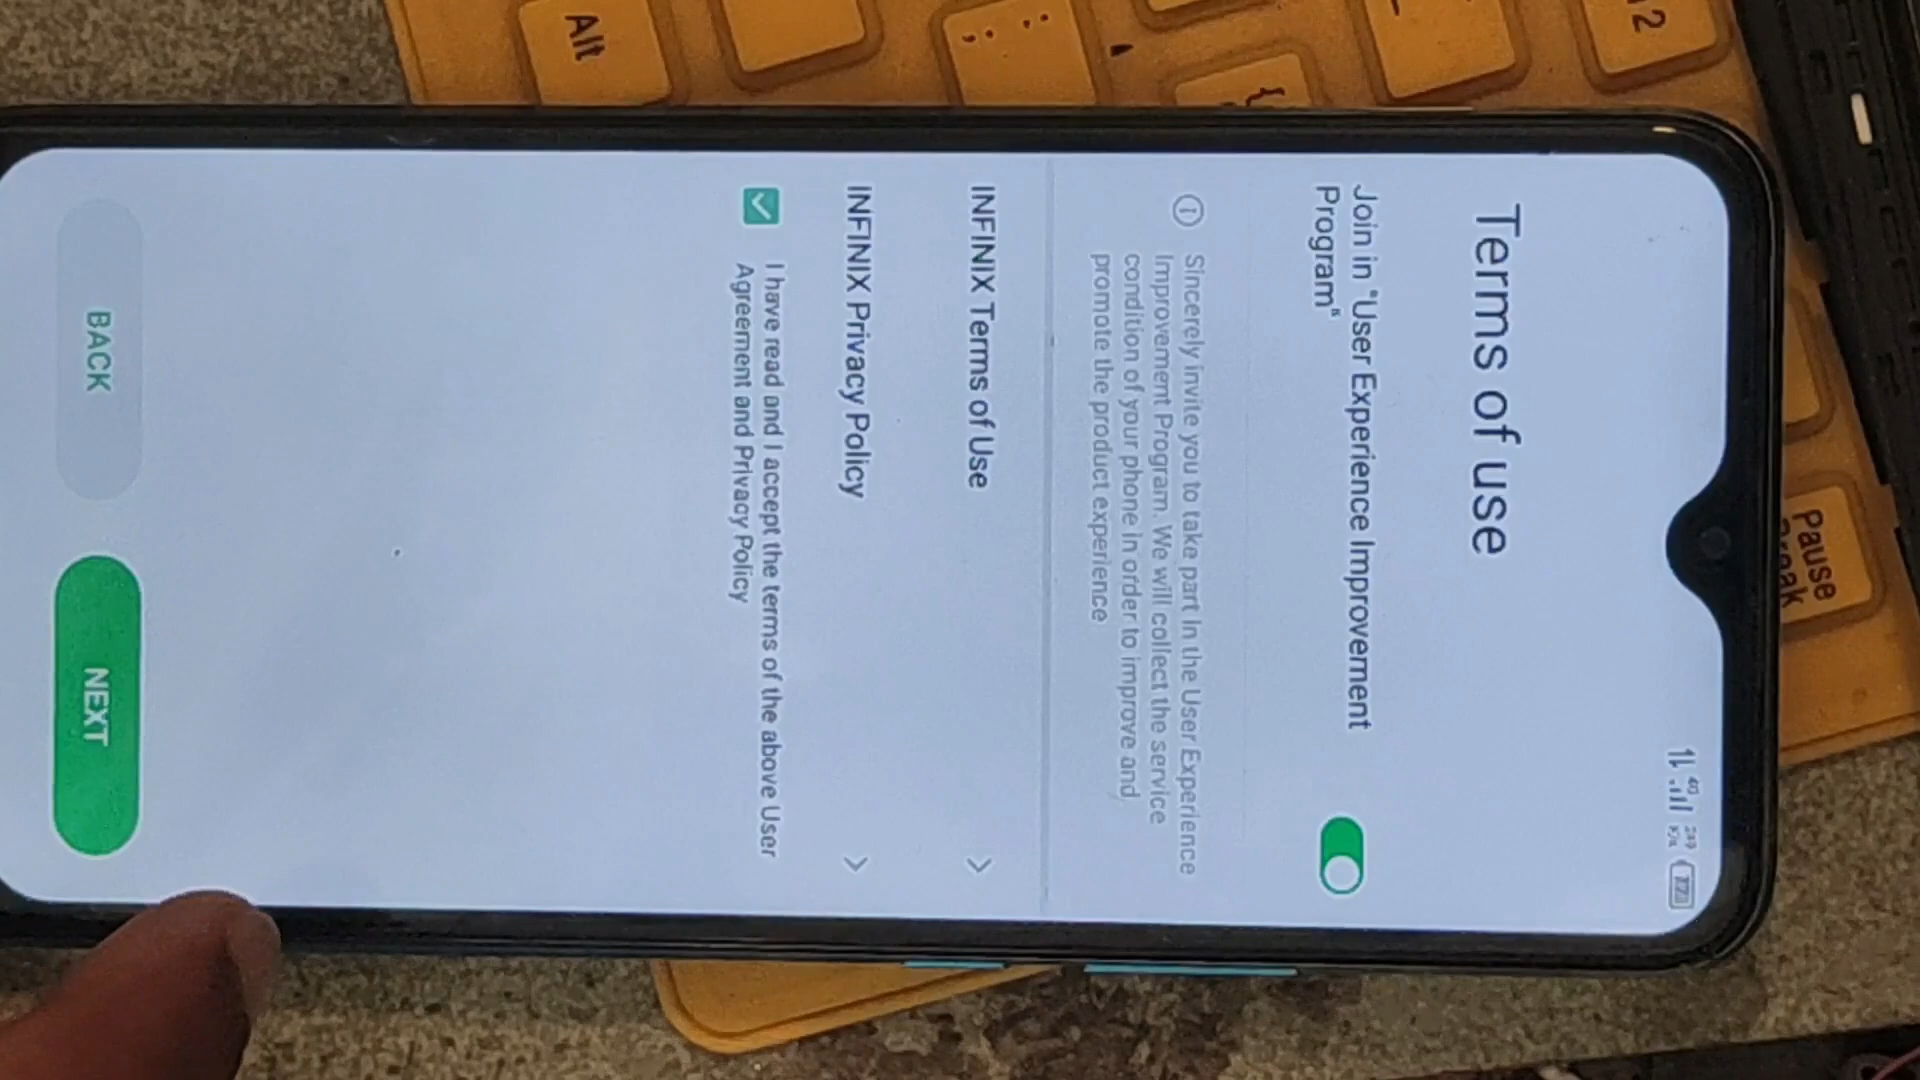 Alt
Pause
4G
Terms of use
Join in "User Experience Improvement
Program"
Sincerely invite you to take part in the User Experience
Improvement Program. We will collect the service
condition of your phone in order to improve and
promote the product experience
INFINIX Terms of Use
INFINIX Privacy Policy
I have read and I accept the terms of the above User
Agreement and Privacy Policy
BACK
NEXT